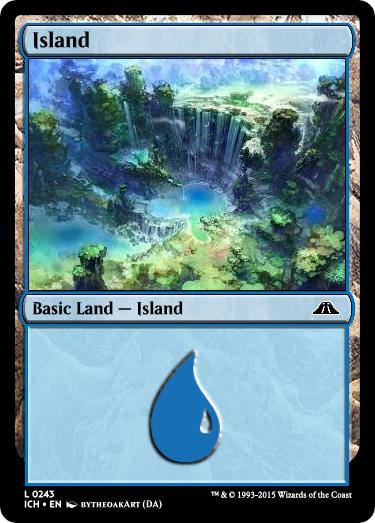 Island
Basic Land — Island
L 0243
ICH • EN BYTHEOAKART (DA)
™ & © 1993-2015 Wizards of the Coast